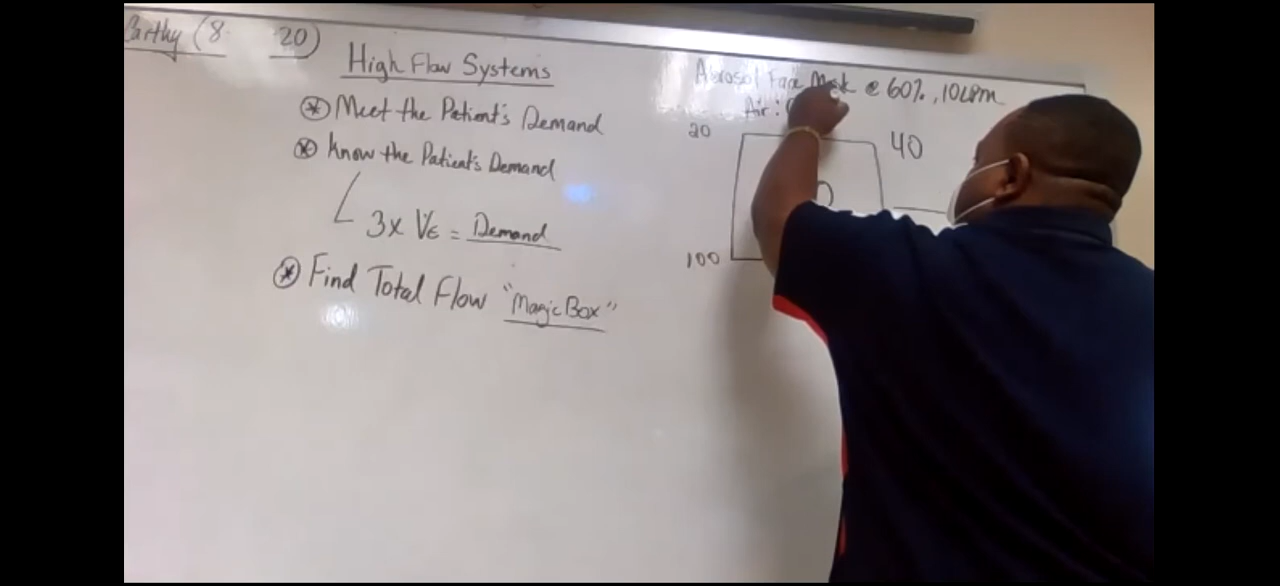 Carthy (8 20)
High Flow Systems
* Meet the Patient's Demand
* Know the Patient's Demand
3x VE = Demand
* Find Total Flow "Magic Box"
Aerosol Face Mask @ 60%, 10LPM
Air:
20
40
100